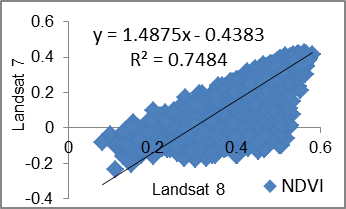 0.6
y = 1.4875x - 0.4383
R² = 0.7484
0.4
Landsat 7
0.2
0
0 0.2 0.4 0.6
-0.2
Landsat 8
NDVI
-0.4